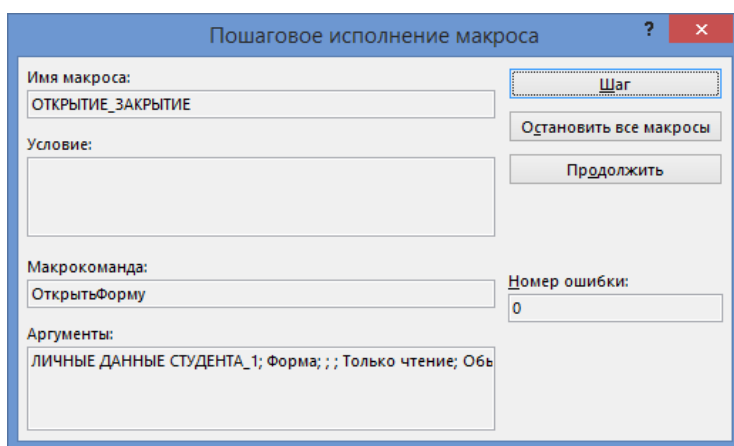 Пошаговое исполнение макроса
?
Имя макроса:
ОТКРЫТИЕ_ЗАКРЫТИЕ
Шаг
Остановить все макросы
Условие:
Продолжить
Макрокоманда:
ОткрытьФорму
Номер ошибки:
0
Аргументы:
ЛИЧНЫЕ ДАННЫЕ СТУДЕНТА_1; Форма; ; ; Только чтение; Обы